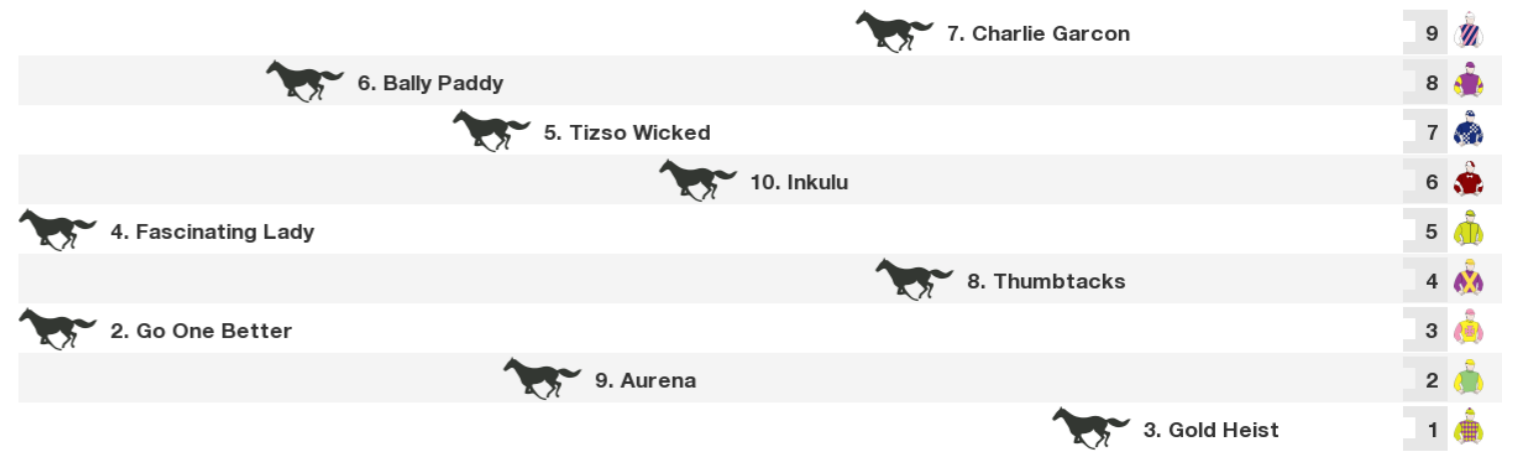 7. Charlie Garcon 9
6. Bally Paddy 8
5. Tizso Wicked 7
10. Inkulu 6
4. Fascinating Lady 5
8. Thumbtacks 4
2. Go One Better 3
9. Aurena 2
3. Gold Heist 1